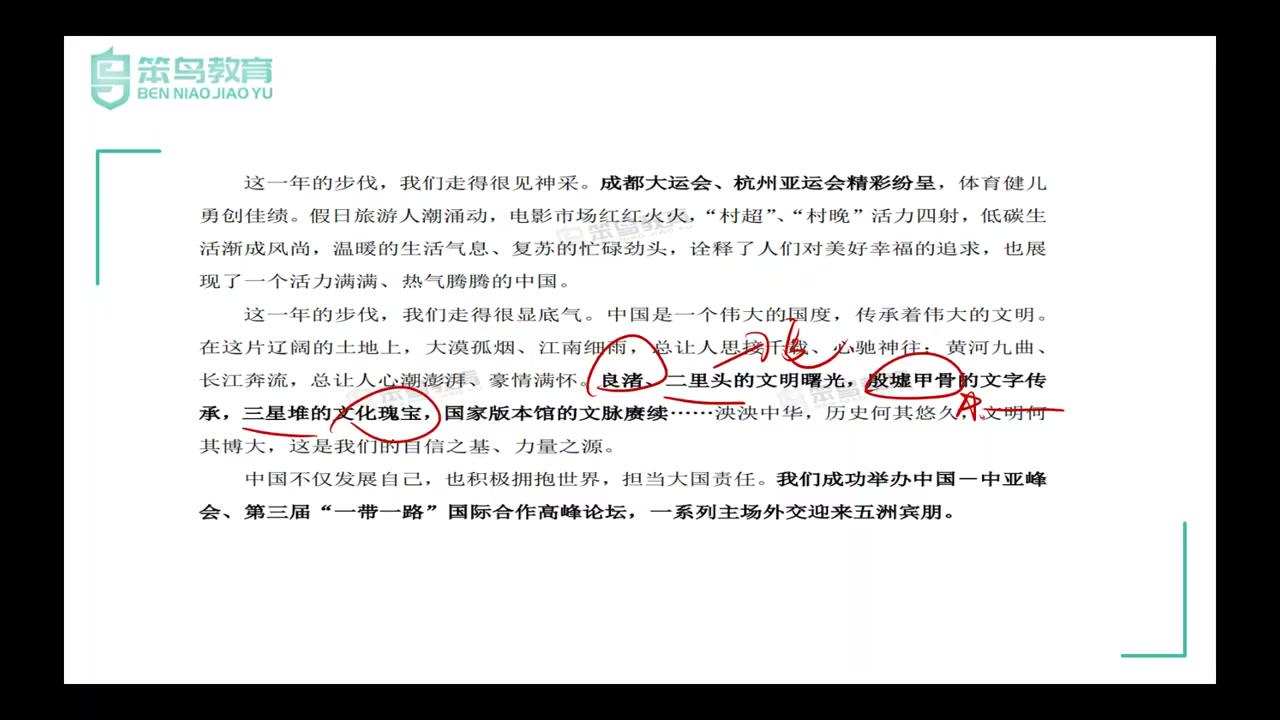 笨鸟教育
BEN NIAO JIAO YU
这一年的步伐，我们走得很见神采。成都大运会、杭州亚运会精彩纷呈，体育健儿
勇创佳绩。假日旅游人潮涌动，电影市场红红火火，“村超”、“村晚”活力四射，低碳生
活渐成风尚，温暖的生活气息、复苏的忙碌劲头，诠释了人们对美好幸福的追求，也展
现了一个活力满满、热气腾腾的中国。
这一年的步伐，我们走得很显底气。中国是一个伟大的国度，传承着伟大的文明。
在这片辽阔的土地上，大漠孤烟、江南细雨，总让人思接千载、心驰神往；黄河九曲、
长江奔流，总让人心潮澎湃、豪情满怀。良渚、二里头的文明曙光，殷墟甲骨的文字传
承，三星堆的文化瑰宝，国家版本馆的文脉赓续……泱泱中华，历史何其悠久，文明何
其博大，这是我们的自信之基、力量之源。
中国不仅发展自己，也积极拥抱世界，担当大国责任。我们成功举办中国－中亚峰
会、第三届“一带一路”国际合作高峰论坛，一系列主场外交迎来五洲宾朋。